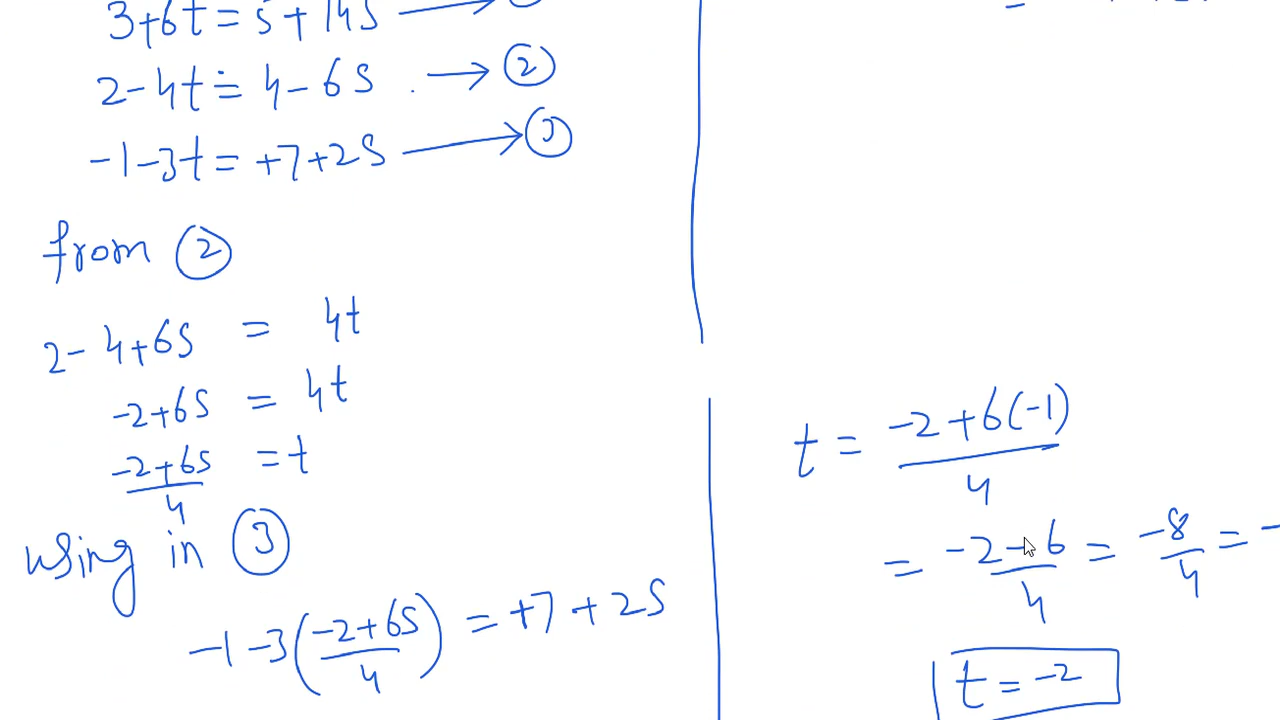 3+6t = 5+14S →
2-4t = 4-6S . → ②
-1-3t = +7+2S → ③
from ②
2-4+6S = 4t
-2+6S = 4t
-2+6S/4 = t
using in ③
-1-3(-2+6S/4) = +7+2S
t = -2+6(-1)/4
= -2-6/4 = -8/4 = -
t = -2